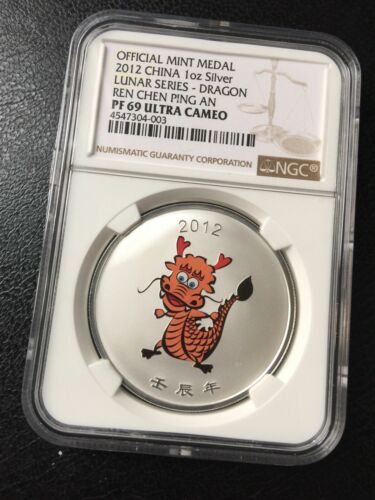 OFFICIAL MINT MEDAL
2012 CHINA 1oz Silver
LUNAR SERIES - DRAGON
REN CHEN PING AN
PF 69 ULTRA CAMEO
4547304-003
NUMISMATIC GUARANTY CORPORATION
NGC®
2012
壬辰年